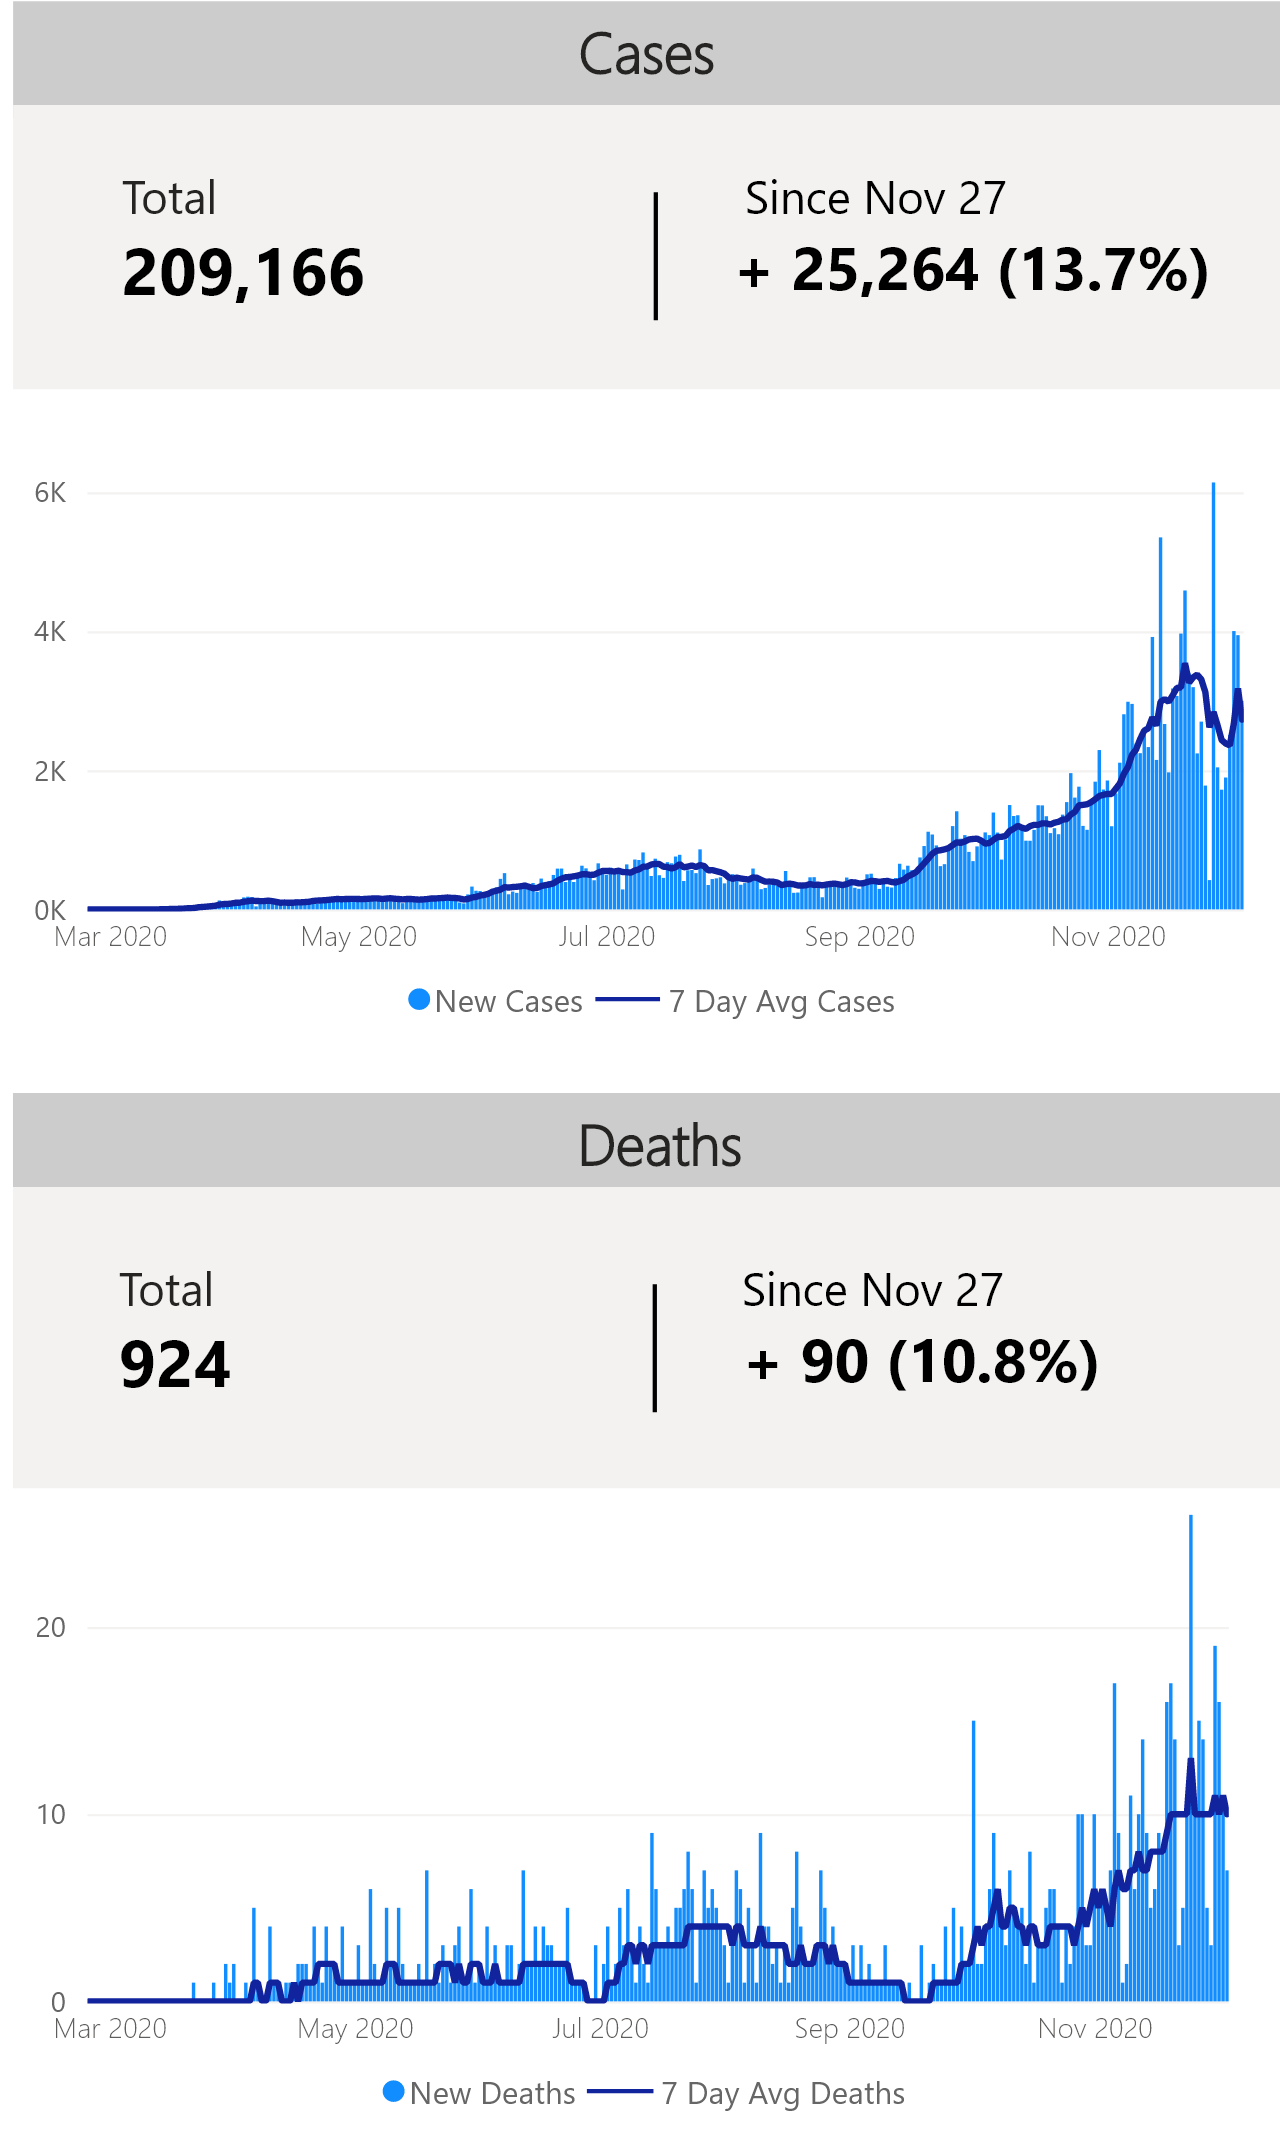 Cases
Total
Since Nov 27
209,166
+ 25,264 (13.7%)
6K
4K
2K
0K
Mar 2020
May 2020
Jul 2020
Sep 2020
Nov 2020
New Cases
7 Day Avg Cases
Deaths
Total
Since Nov 27
924
+ 90 (10.8%)
20
10
0
Mar 2020
May 2020
Jul 2020
Sep 2020
Nov 2020
New Deaths
7 Day Avg Deaths